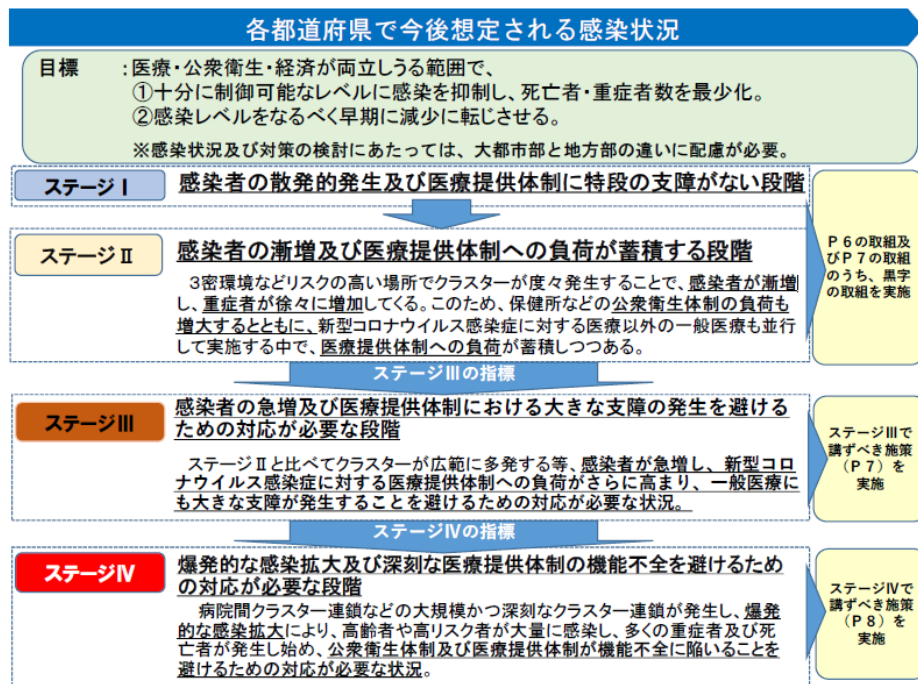 各都道府県で今後想定される感染状況
目標　：医療・公衆衛生・経済が両立しうる範囲で、
①十分に制御可能なレベルに感染を抑制し、死亡者・重症者数を最少化。
②感染レベルをなるべく早期に減少に転じさせる。
※感染状況及び対策の検討にあたっては、大都市部と地方部の違いに配慮が必要。
ステージⅠ
感染者の散発的発生及び医療提供体制に特段の支障がない段階
ステージⅡ
感染者の漸増及び医療提供体制への負荷が蓄積する段階
３密環境などリスクの高い場所でクラスターが度々発生することで、感染者が漸増
し、重症者が徐々に増加してくる。このため、保健所などの公衆衛生体制の負荷も
増大するとともに、新型コロナウイルス感染症に対する医療以外の一般医療も並行
して実施する中で、医療提供体制への負荷が蓄積しつつある。
Ｐ６の取組及
びＰ７の取組
のうち、黒字
の取組を実施
ステージⅢの指標
ステージⅢ
感染者の急増及び医療提供体制における大きな支障の発生を避ける
ための対応が必要な段階
ステージⅡと比べてクラスターが広範に多発する等、感染者が急増し、新型コロ
ナウイルス感染症に対する医療提供体制への負荷がさらに高まり、一般医療に
も大きな支障が発生することを避けるための対応が必要な状況。
ステージⅢで
講ずべき施策
（Ｐ７）を
実施
ステージⅣの指標
ステージⅣ
爆発的な感染拡大及び深刻な医療提供体制の機能不全を避けるため
の対応が必要な段階
病院間クラスター連鎖などの大規模かつ深刻なクラスター連鎖が発生し、爆発
的な感染拡大により、高齢者や高リスク者が大量に感染し、多くの重症者及び死
亡者が発生し始め、公衆衛生体制及び医療提供体制が機能不全に陥いることを
避けるための対応が必要な状況。
ステージⅣで
講ずべき施策
（Ｐ８）を
実施